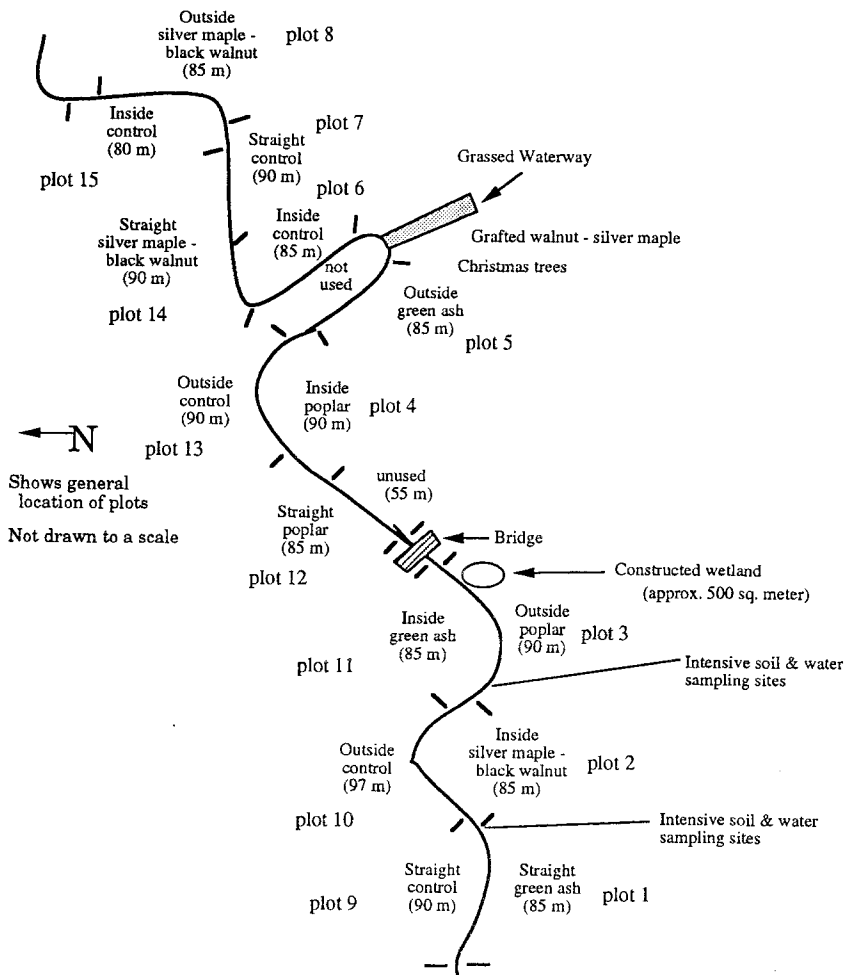 Outside
silver maple -
black walnut
(85 m)
plot 8
Inside
control
(80 m)
plot 15
Straight
control
(90 m)
plot 7
plot 6
Inside
control
(85 m)
Grassed Waterway
Grafted walnut - silver maple
Christmas trees
not
used
Straight
silver maple -
black walnut
(90 m)
plot 14
Outside
green ash
(85 m)
plot 5
Outside
control
(90 m)
plot 13
Inside
poplar
(90 m)
plot 4
N
Shows general
location of plots
Not drawn to a scale
unused
(55 m)
Straight
poplar
(85 m)
plot 12
Bridge
Constructed wetland
(approx. 500 sq. meter)
Inside
green ash
(85 m)
plot 11
Outside
poplar
(90 m)
plot 3
Intensive soil & water
sampling sites
Outside
control
(97 m)
plot 10
Inside
silver maple -
black walnut
(85 m)
plot 2
Intensive soil & water
sampling sites
Straight
control
(90 m)
plot 9
Straight
green ash
(85 m)
plot 1